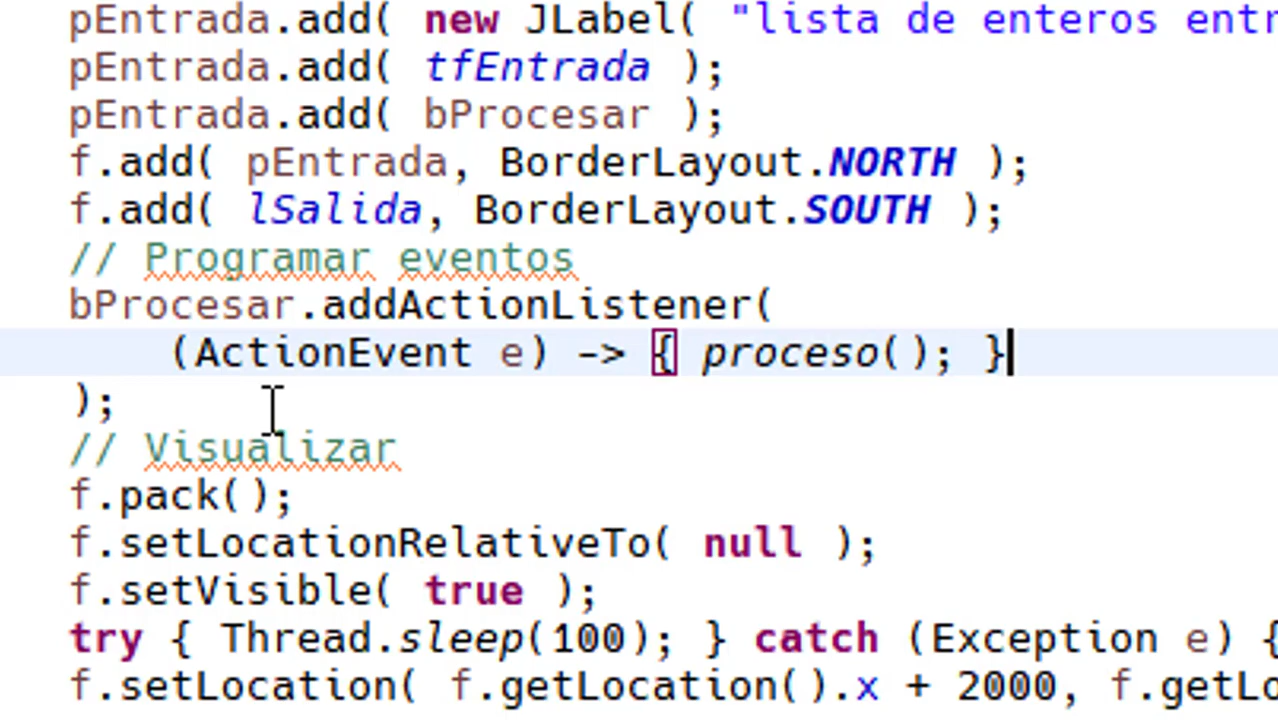 pEntrada.add( new JLabel( "lista de enteros entr
pEntrada.add( tfEntrada );
pEntrada.add( bProcesar );
f.add( pEntrada, BorderLayout.NORTH );
f.add( lSalida, BorderLayout.SOUTH );
// Programar eventos
bProcesar.addActionListener(
(ActionEvent e) -> { proceso(); }
);
// Visualizar
f.pack();
f.setLocationRelativeTo( null );
f.setVisible( true );
try { Thread.sleep(100); } catch (Exception e) {
f.setLocation( f.getLocation().x + 2000, f.getLo